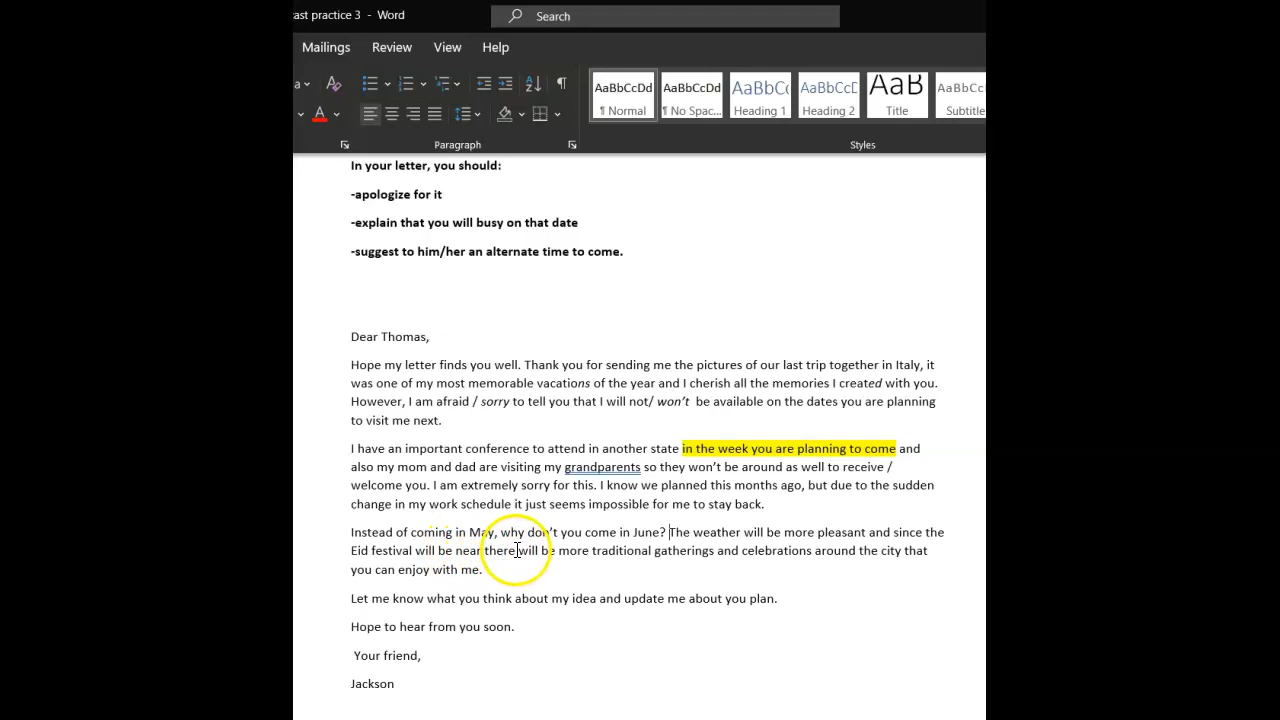 ast practice 3 - Word
Search
Mailings Review View Help
Paragraph
AaBbCcDd AaBbCcDd AaBbCc AaBbCcD AaB AaBbCc
¶ Normal ¶ No Spac... Heading 1 Heading 2 Title Subtitle
Styles
In your letter, you should:
-apologize for it
-explain that you will busy on that date
-suggest to him/her an alternate time to come.
Dear Thomas,
Hope my letter finds you well. Thank you for sending me the pictures of our last trip together in Italy, it
was one of my most memorable vacations of the year and I cherish all the memories I created with you.
However, I am afraid / sorry to tell you that I will not/ won't be available on the dates you are planning
to visit me next.
I have an important conference to attend in another state in the week you are planning to come and
also my mom and dad are visiting my grandparents so they won't be around as well to receive /
welcome you. I am extremely sorry for this. I know we planned this months ago, but due to the sudden
change in my work schedule it just seems impossible for me to stay back.
Instead of coming in May, why don't you come in June? The weather will be more pleasant and since the
Eid festival will be near there will be more traditional gatherings and celebrations around the city that
you can enjoy with me.
Let me know what you think about my idea and update me about you plan.
Hope to hear from you soon.
Your friend,
Jackson